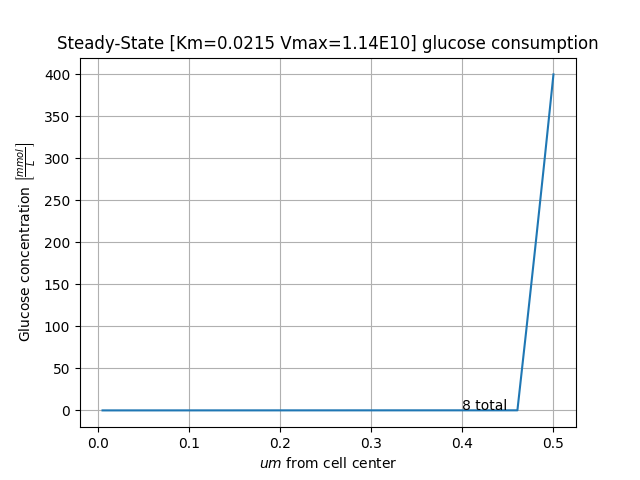 Steady-State [Km=0.0215 Vmax=1.14E10] glucose consumption
Glucose concentration [mmol/L]
400
350
300
250
200
150
100
50
0
8 total
0.0 0.1 0.2 0.3 0.4 0.5
um from cell center